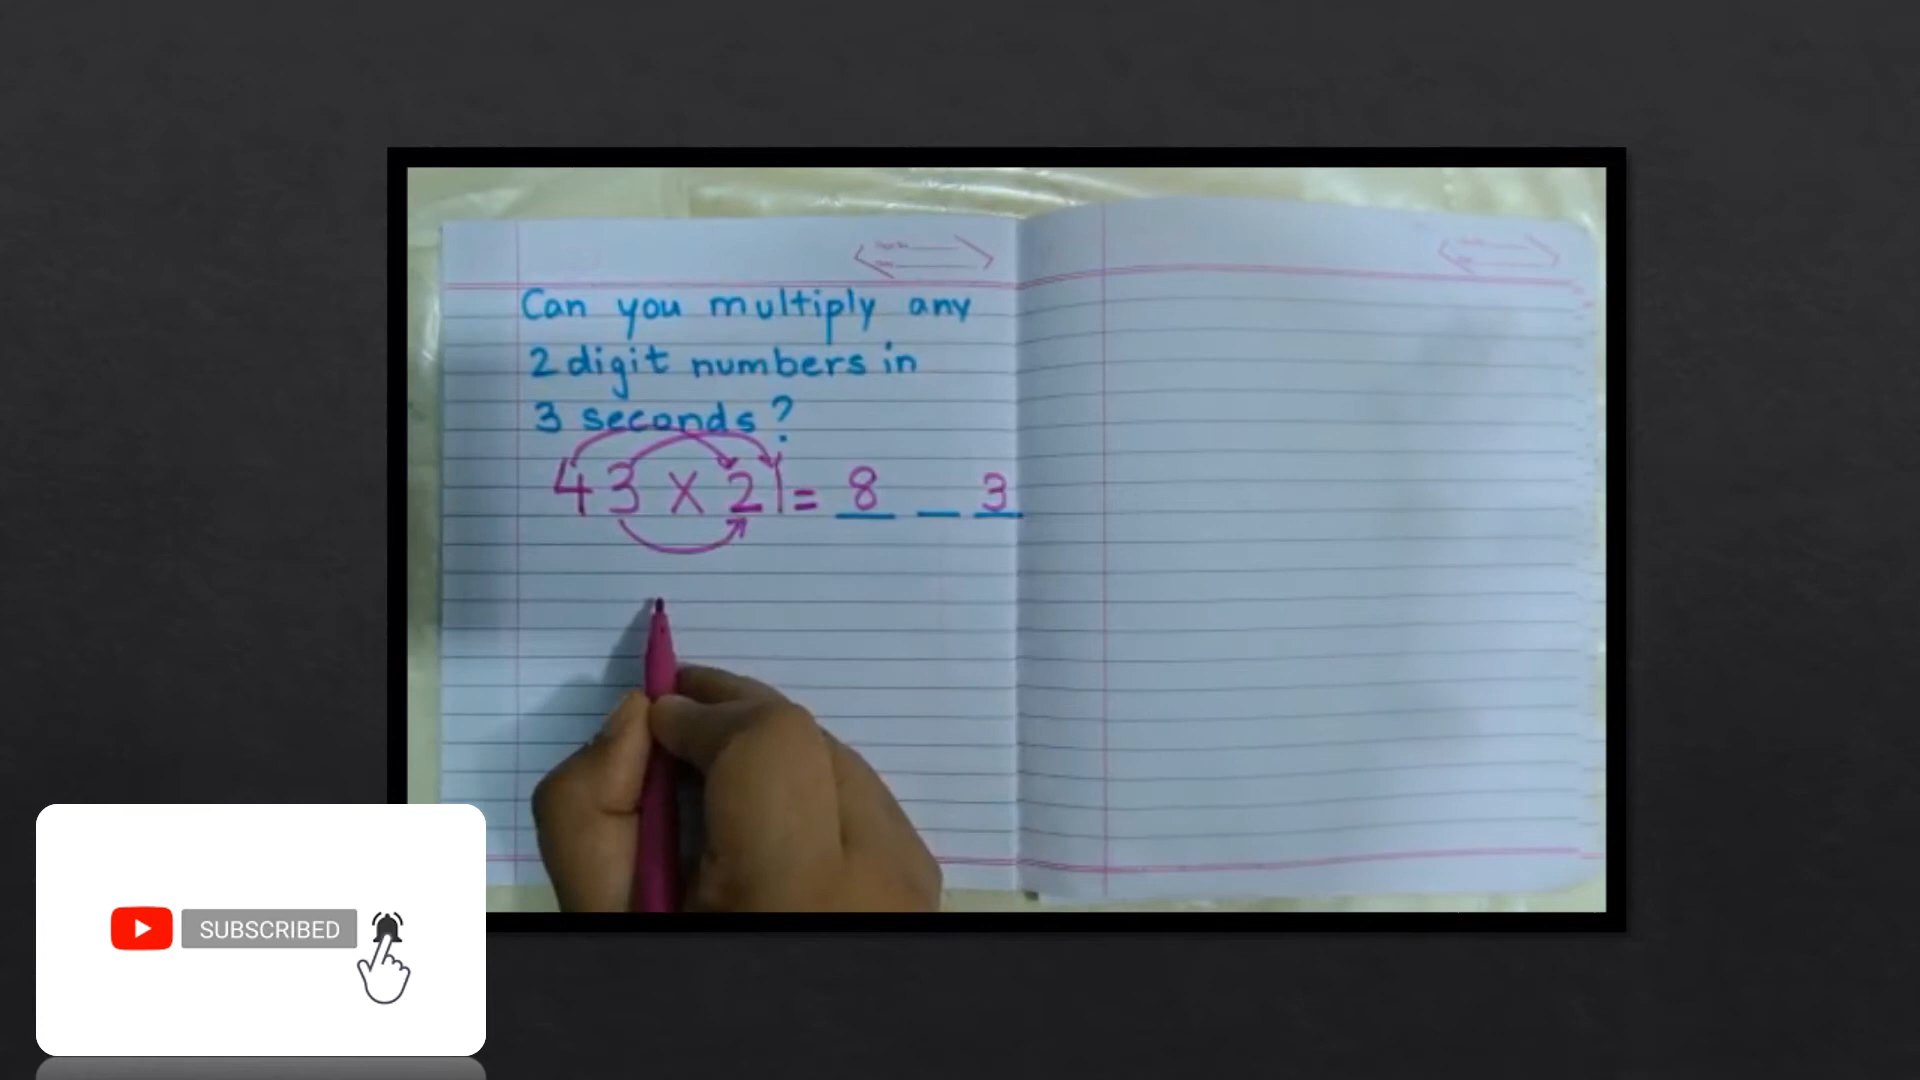 Can you multiply any
2 digit numbers in
3 seconds?
43 x 21 = 8 _ 3
SUBSCRIBED